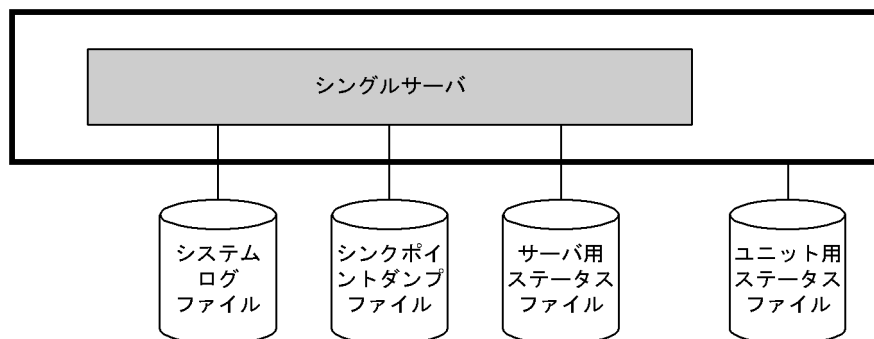 シングルサーバ
システム
ログ
ファイル
シンクポイ
ントダンプ
ファイル
サーバ用
ステータス
ファイル
ユニット用
ステータス
ファイル